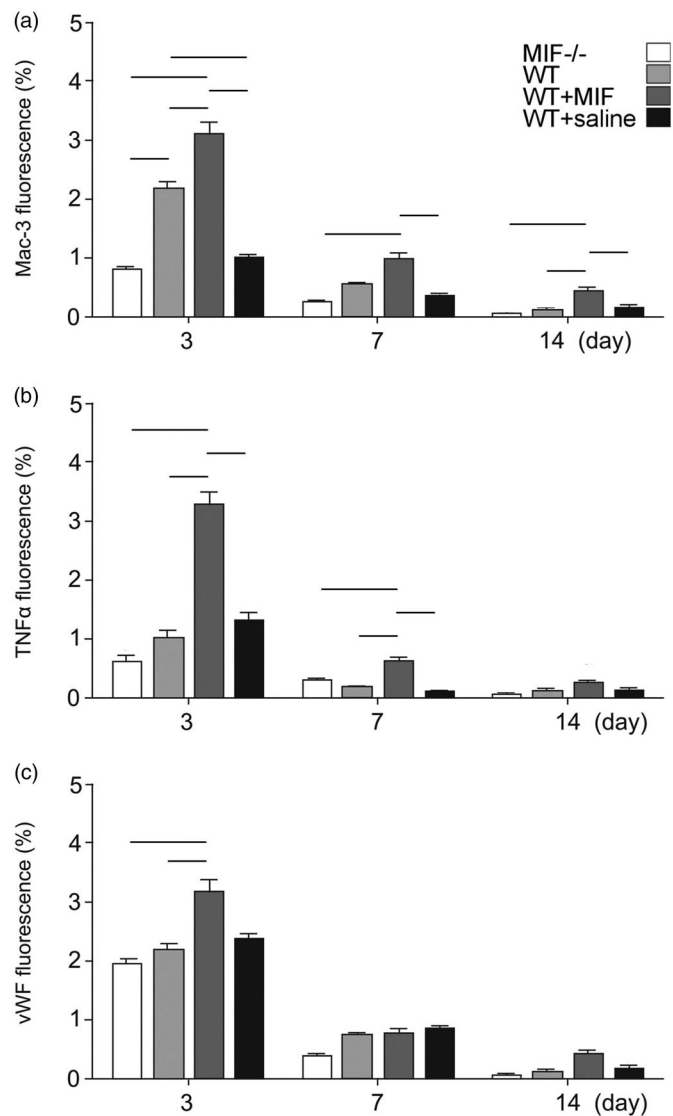 (a)
Mac-3 fluorescence (%)
5
4
3
2
1
0
MIF-/-
WT
WT+MIF
WT+saline
3 7 14 (day)
(b)
TNFα fluorescence (%)
5
4
3
2
1
0
3 7 14 (day)
(c)
vWF fluorescence (%)
5
4
3
2
1
0
3 7 14 (day)